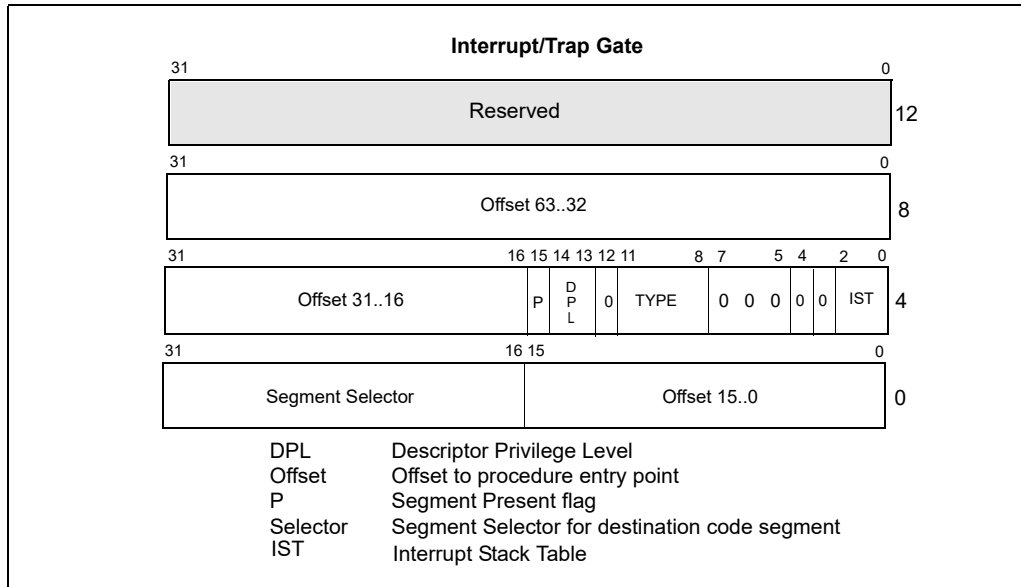 Interrupt/Trap Gate
31 0
Reserved 12
31 0
Offset 63..32 8
31 16 15 14 13 12 11 8 7 5 4 2 0
Offset 31..16 P DPL 0 TYPE 0 0 0 0 0 IST 4
31 16 15 0
Segment Selector Offset 15..0 0
DPL Descriptor Privilege Level
Offset Offset to procedure entry point
P Segment Present flag
Selector Segment Selector for destination code segment
IST Interrupt Stack Table